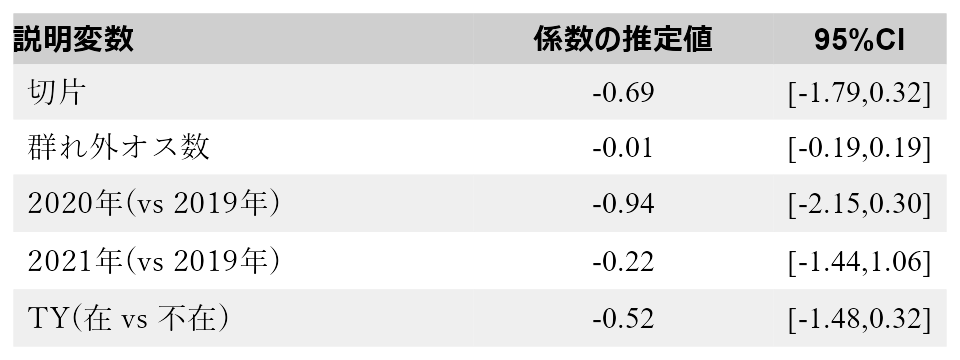 説明変数 係数の推定値 95%CI
切片 -0.69 [-1.79,0.32]
群れ外オス数 -0.01 [-0.19,0.19]
2020年(vs 2019年) -0.94 [-2.15,0.30]
2021年(vs 2019年) -0.22 [-1.44,1.06]
TY(在 vs 不在) -0.52 [-1.48,0.32]